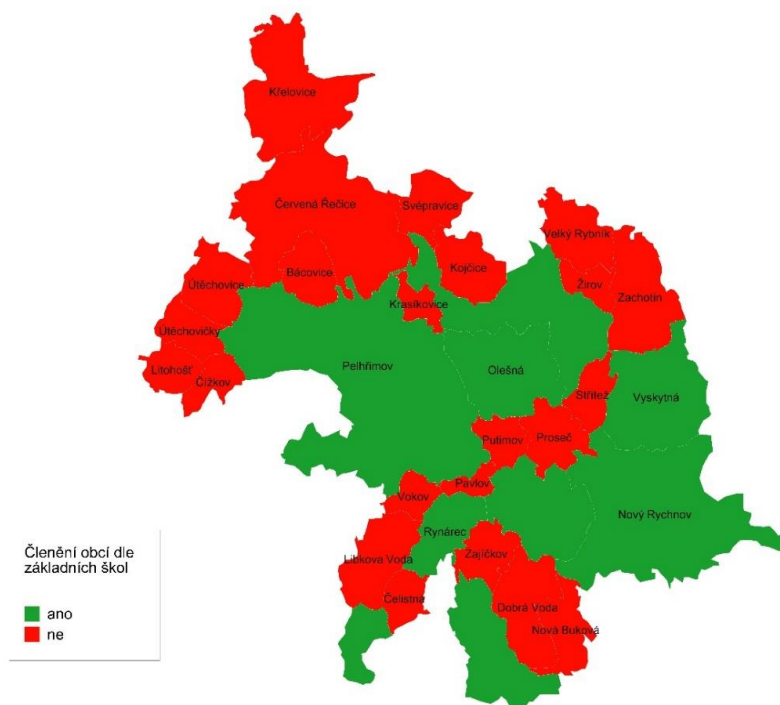 Křelovice
Červená Řečice
Svépravice
Velký Rybník
Útěchovice
Bácovice
Kojčice
Žirov
Zachotín
Krasíkovice
Útěchovičky
Litohošť
Čížkov
Pelhřimov
Olešná
Střítež
Vyskytná
Putimov
Proseč
Pavlov
Vokov
Nový Rychnov
Rynárec
Libkova Voda
Zajíčkov
Čelistná
Dobrá Voda
Nová Buková
Členění obcí dle
základních škol
ano
ne